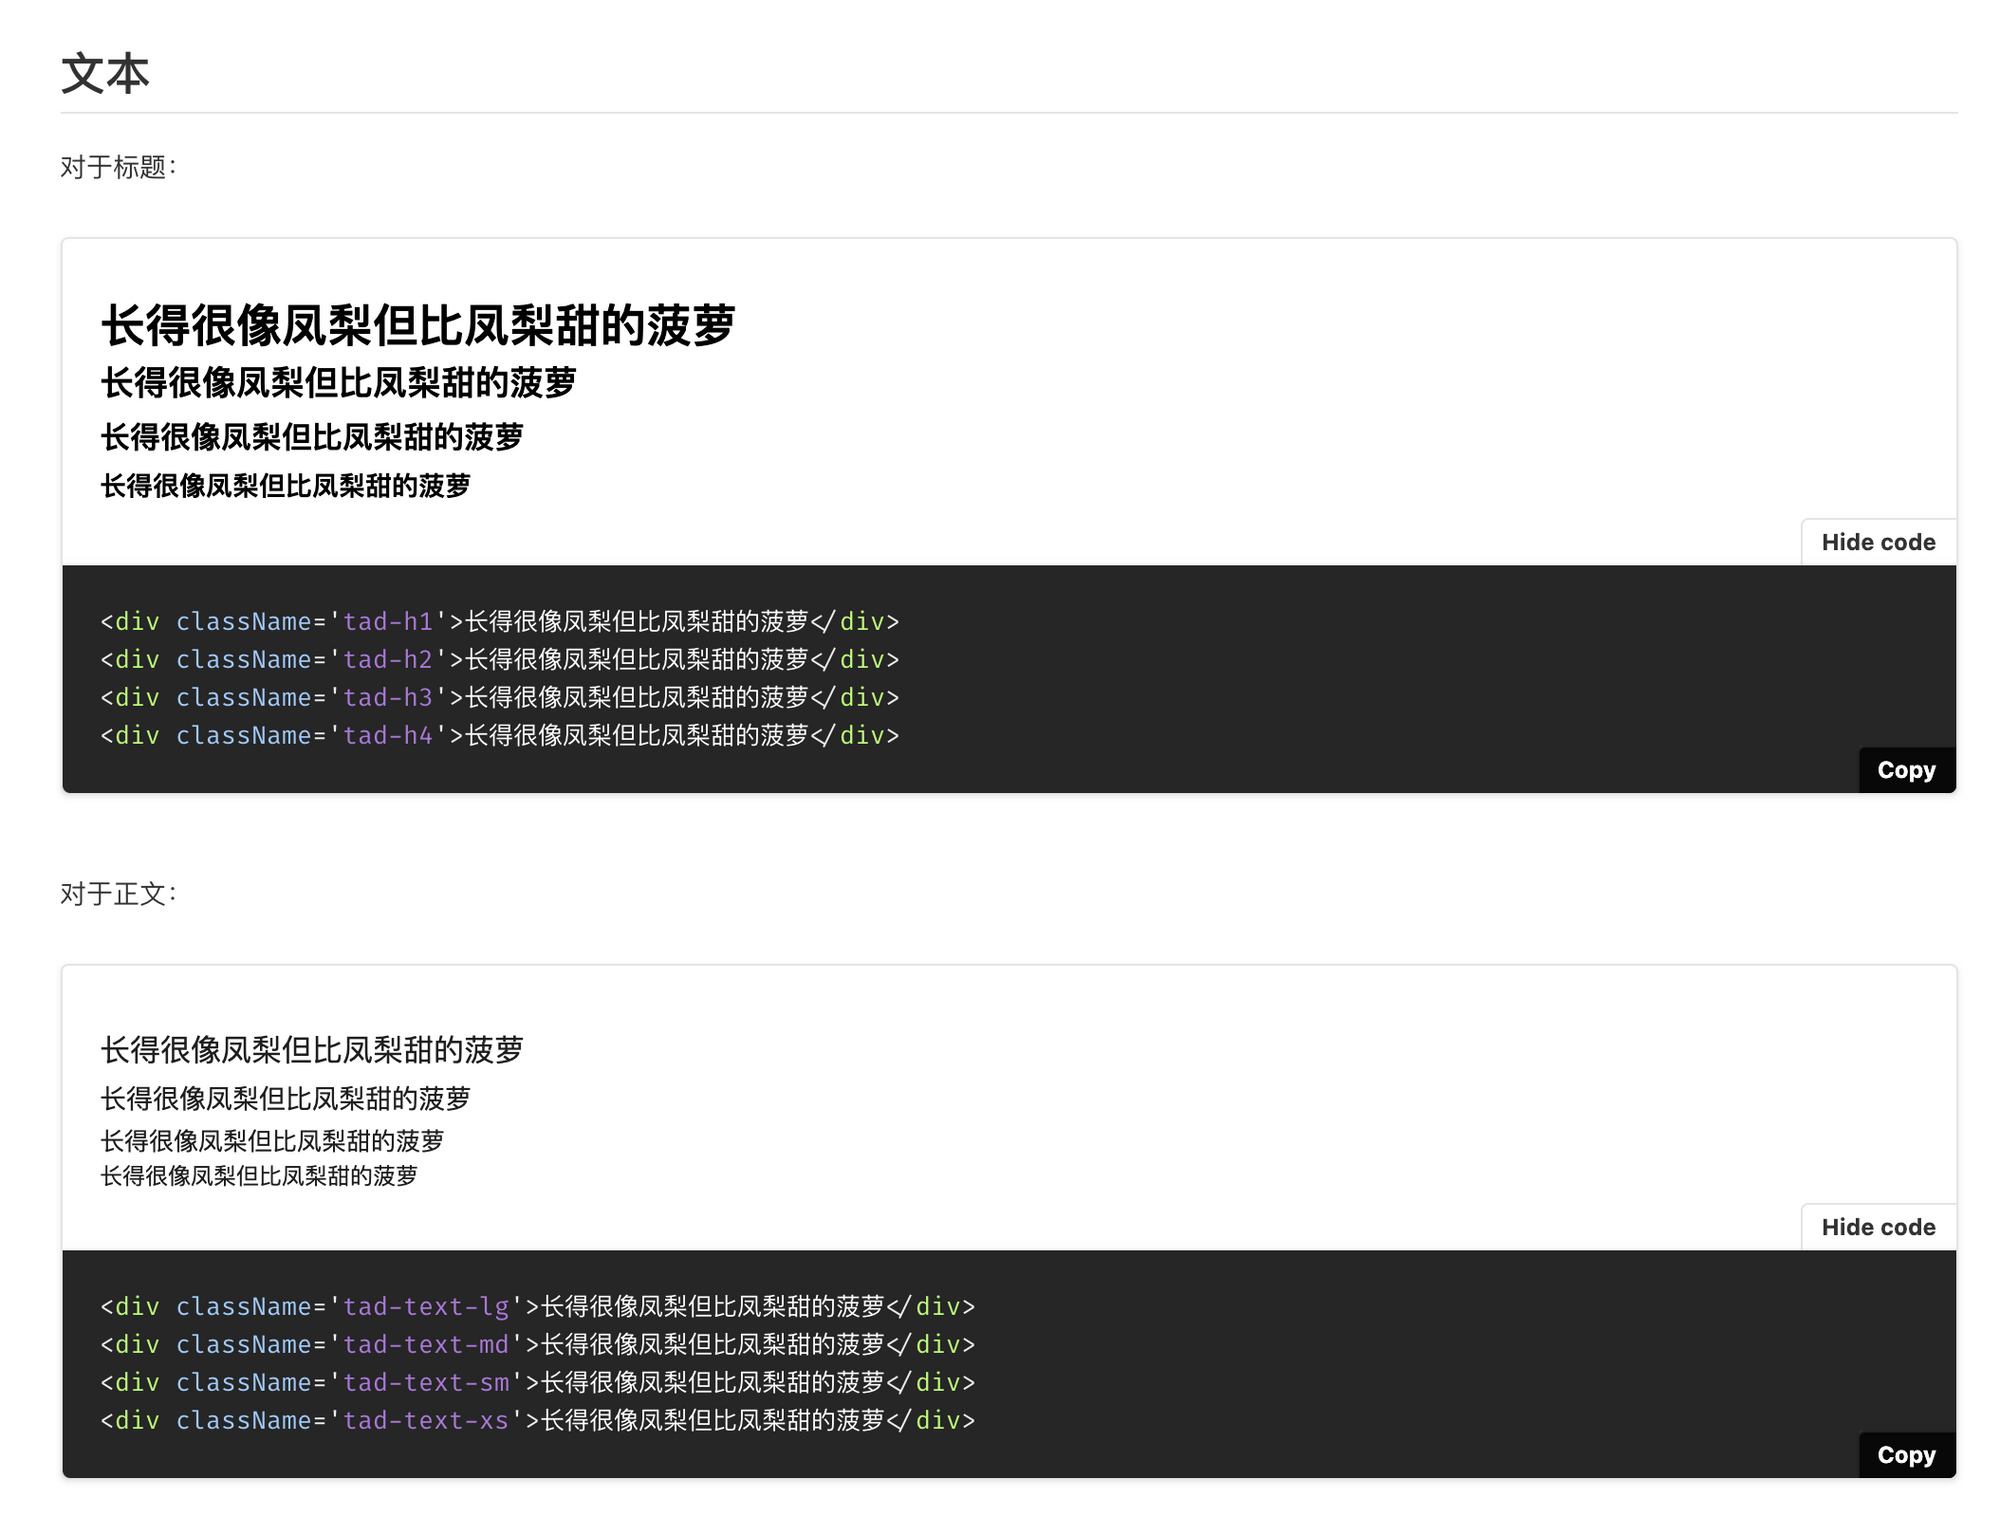 文本
对于标题：
长得很像凤梨但比凤梨甜的菠萝
长得很像凤梨但比凤梨甜的菠萝
长得很像凤梨但比凤梨甜的菠萝
长得很像凤梨但比凤梨甜的菠萝
Hide code
<div className='tad-h1'>长得很像凤梨但比凤梨甜的菠萝</div>
<div className='tad-h2'>长得很像凤梨但比凤梨甜的菠萝</div>
<div className='tad-h3'>长得很像凤梨但比凤梨甜的菠萝</div>
<div className='tad-h4'>长得很像凤梨但比凤梨甜的菠萝</div>
Copy
对于正文：
长得很像凤梨但比凤梨甜的菠萝
长得很像凤梨但比凤梨甜的菠萝
长得很像凤梨但比凤梨甜的菠萝
长得很像凤梨但比凤梨甜的菠萝
Hide code
<div className='tad-text-lg'>长得很像凤梨但比凤梨甜的菠萝</div>
<div className='tad-text-md'>长得很像凤梨但比凤梨甜的菠萝</div>
<div className='tad-text-sm'>长得很像凤梨但比凤梨甜的菠萝</div>
<div className='tad-text-xs'>长得很像凤梨但比凤梨甜的菠萝</div>
Copy